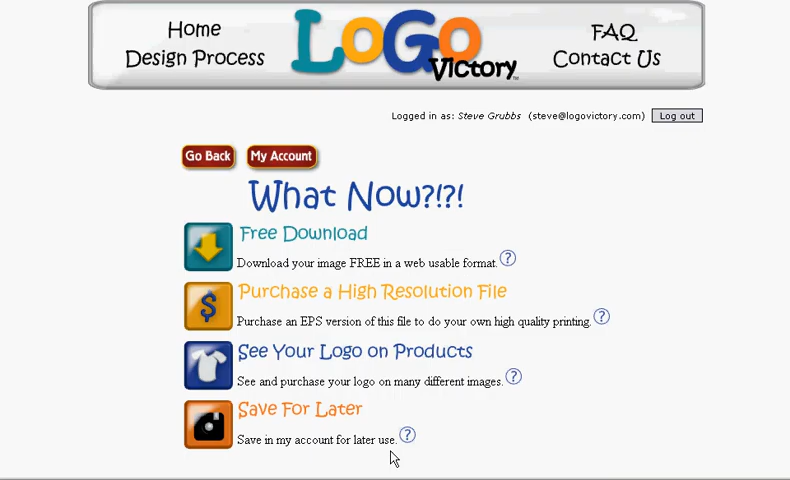 Home
Design Process
LOGO
Victory™
FAQ
Contact Us
Logged in as: Steve Grubbs (steve@logovictory.com) Log out
Go Back My Account
What Now?!?!
Free Download
Download your image FREE in a web usable format. ?
$
Purchase a High Resolution File
Purchase an EPS version of this file to do your own high quality printing. ?
See Your Logo on Products
See and purchase your logo on many different images. ?
Save For Later
Save in my account for later use. ?